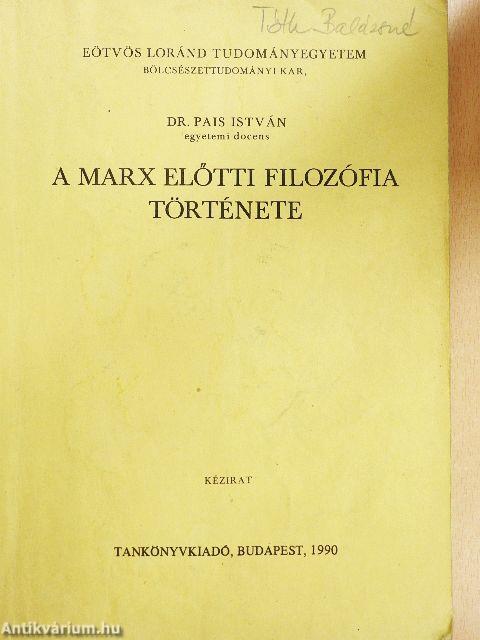 Tóth Balázsné
EÖTVÖS LORÁND TUDOMÁNYEGYETEM
BÖLCSÉSZETTUDOMÁNYI KAR,
DR. PAIS ISTVÁN
egyetemi docens
A MARX ELŐTTI FILOZÓFIA
TÖRTÉNETE
KÉZIRAT
TANKÖNYVKIADÓ, BUDAPEST, 1990
Antikvárium.hu